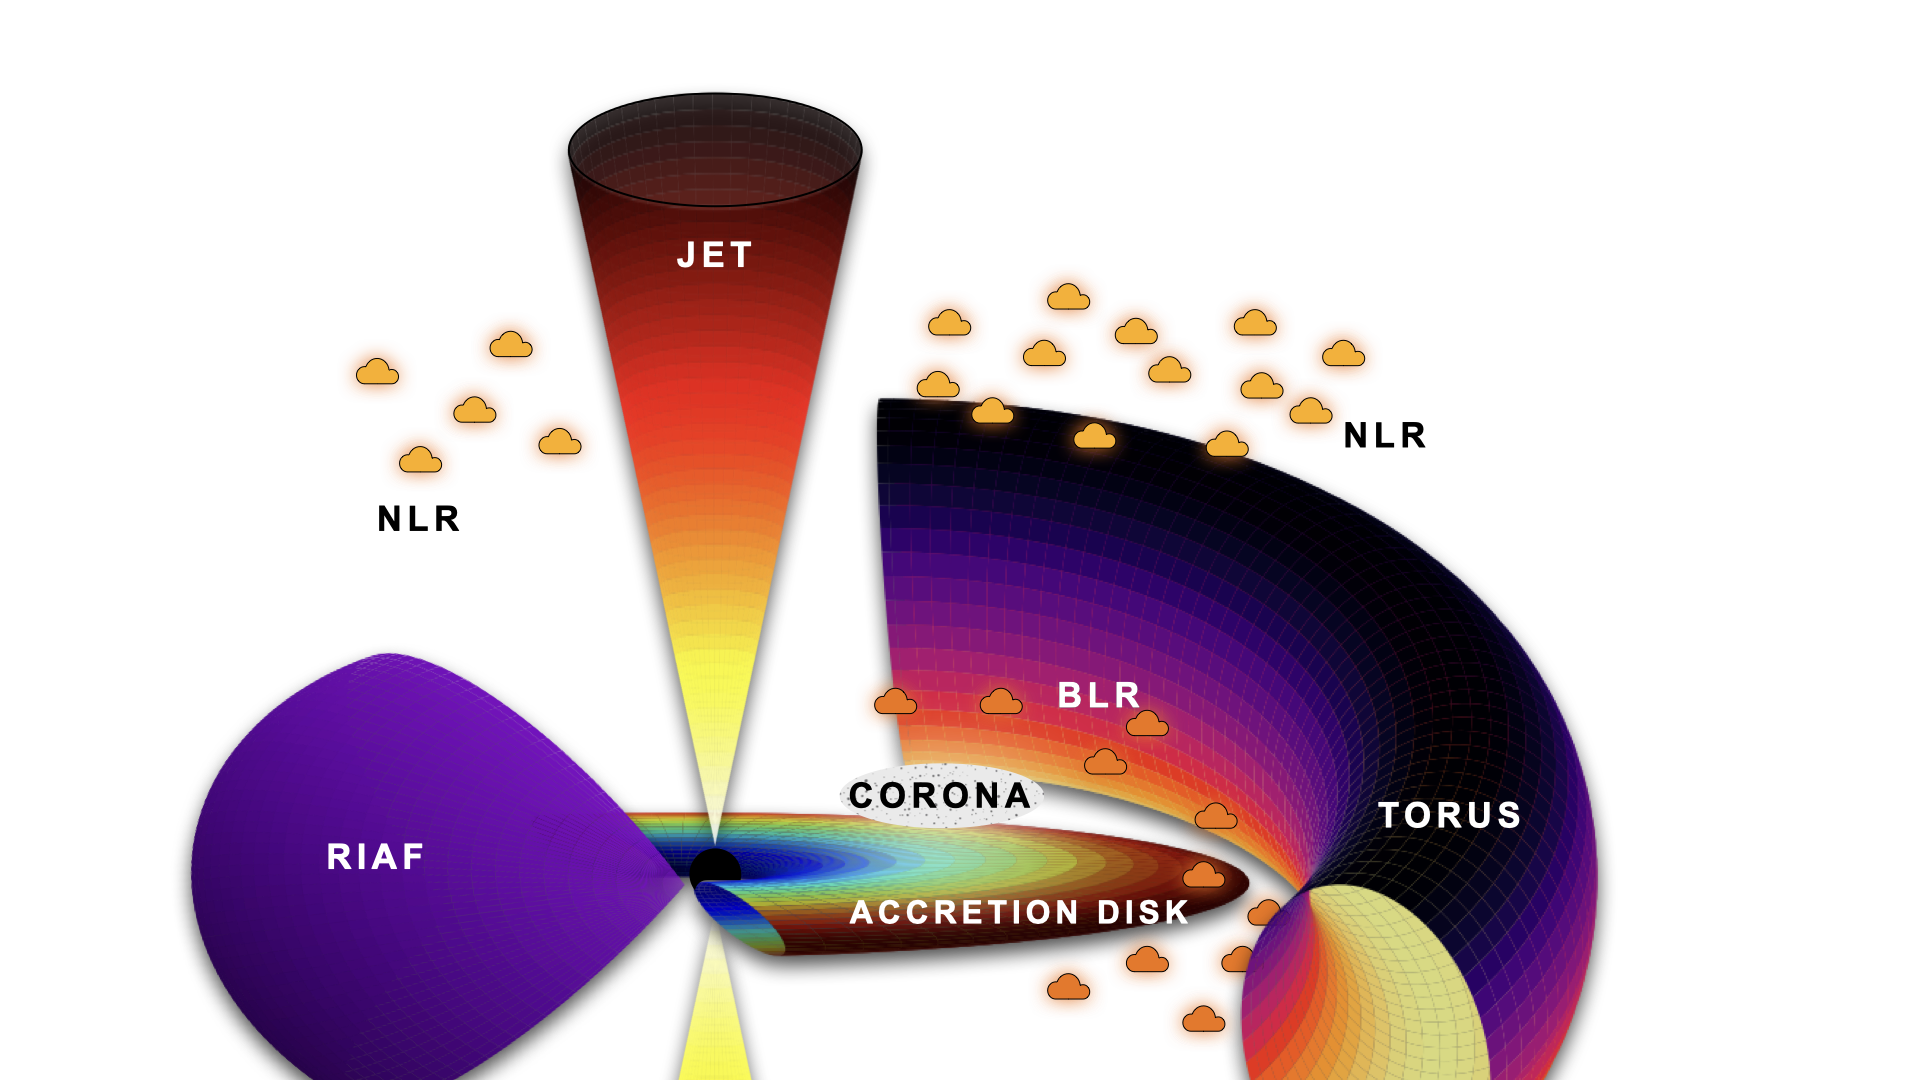 JET
NLR
NLR
BLR
CORONA
TORUS
RIAF
ACCRETION DISK